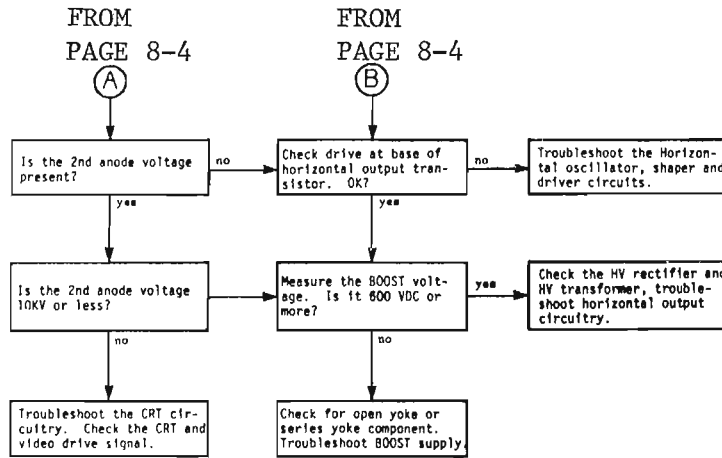 FROM
PAGE 8-4
A
FROM
PAGE 8-4
B
Is the 2nd anode voltage
present?
no
yes
Check drive at base of
horizontal output tran-
sistor. OK?
no
yes
Troubleshoot the Horizon-
tal oscillator, shaper and
driver circuits.
Is the 2nd anode voltage
10KV or less?
no
Measure the BOOST volt-
age. Is it 600 VDC or
more?
yes
no
Check the HV rectifier and
HV transformer, trouble-
shoot horizontal output
circuitry.
Troubleshoot the CRT cir-
cuitry. Check the CRT and
video drive signal.
Check for open yoke or
series yoke component.
Troubleshoot BOOST supply.